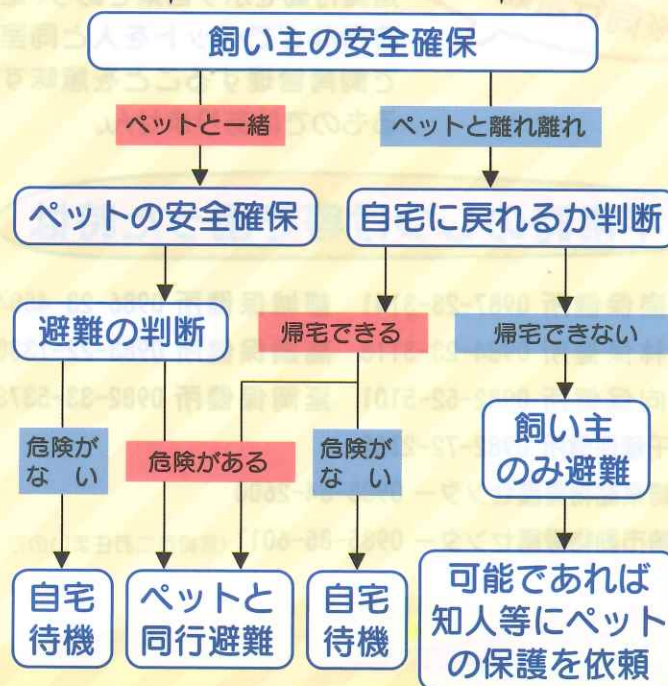 飼い主の安全確保
ペットと一緒
ペットと離れ離れ
ペットの安全確保
自宅に戻れるか判断
避難の判断
帰宅できる
帰宅できない
危険が
な い
危険がある
危険が
な い
飼い主
のみ避難
自宅
待機
ペットと
同行避難
自宅
待機
可能であれば
知人等にペット
の保護を依頼